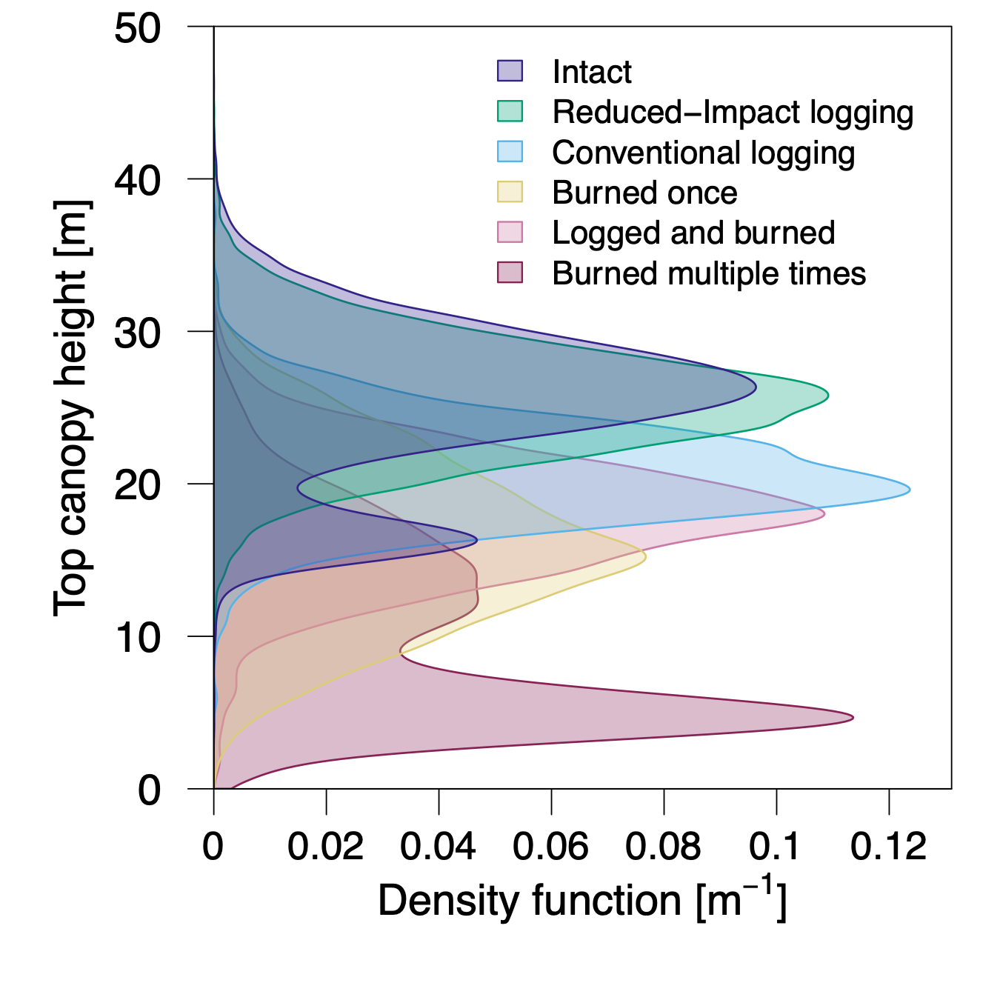 50
40
30
20
10
0
Top canopy height [m]
Intact
Reduced−Impact logging
Conventional logging
Burned once
Logged and burned
Burned multiple times
0 0.02 0.04 0.06 0.08 0.1 0.12
Density function [m⁻¹]